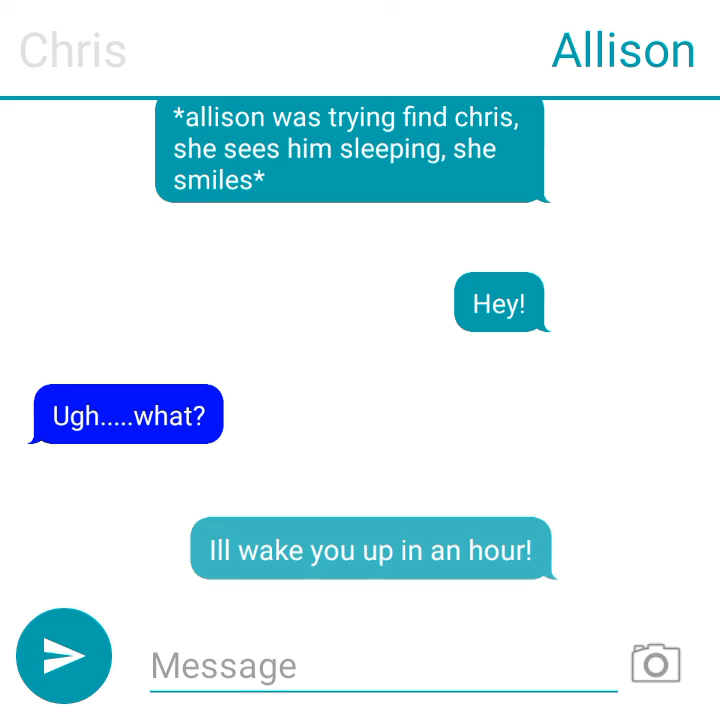 Chris
Allison
*allison was trying find chris,
she sees him sleeping, she
smiles*
Hey!
Ugh.....what?
Ill wake you up in an hour!
Message